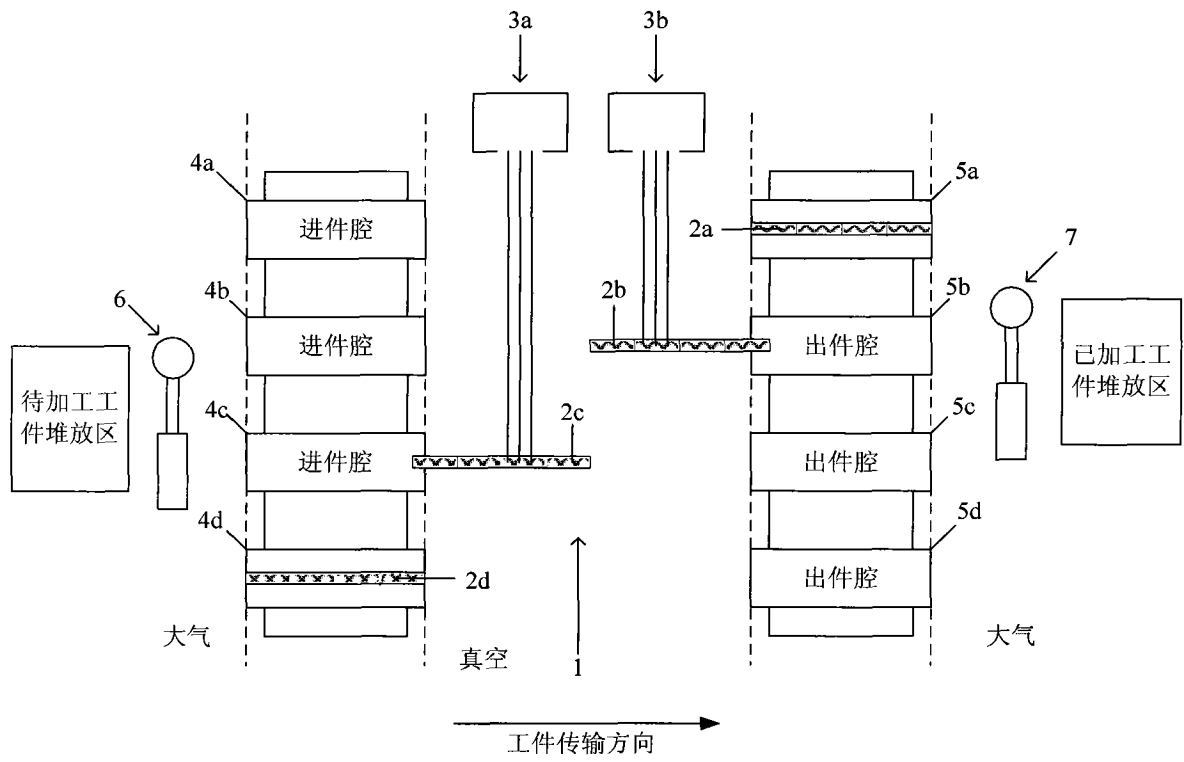 3a
3b
4a
进件腔
5a
2a
4b
进件腔
2b
5b
出件腔
6
7
待加工工
件堆放区
已加工工
件堆放区
4c
进件腔
2c
5c
出件腔
4d
2d
5d
出件腔
大气
真空
1
大气
工件传输方向